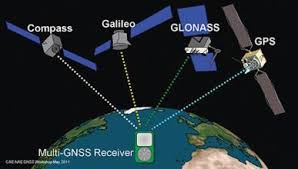 Compass
Galileo
GLONASS
GPS
Multi-GNSS Receiver